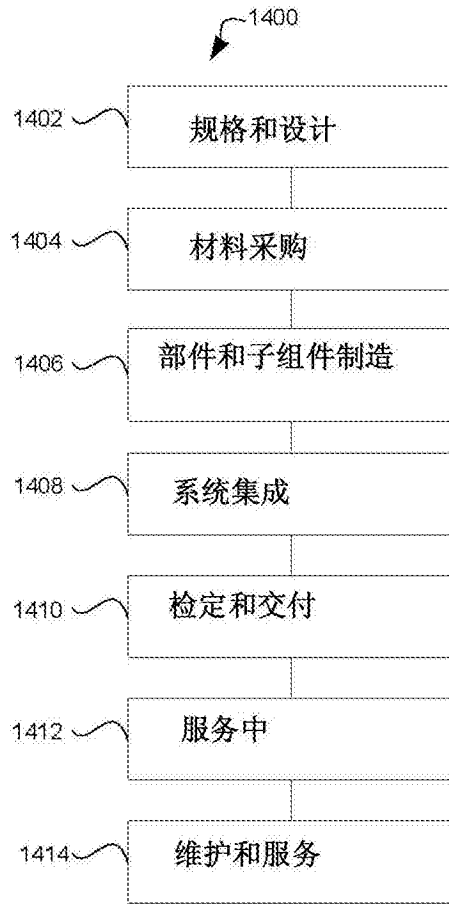 1400
1402 规格和设计
1404 材料采购
1406 部件和子组件制造
1408 系统集成
1410 检定和交付
1412 服务中
1414 维护和服务